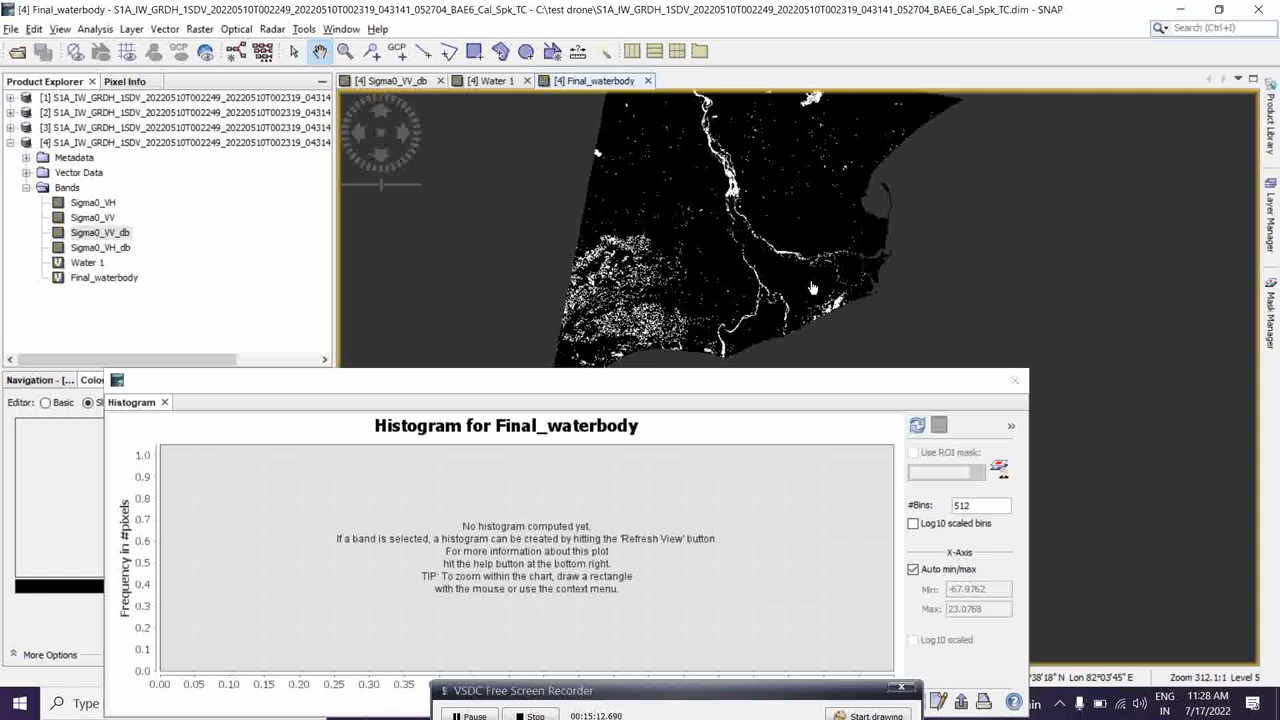 [4] Final_waterbody - S1A_IW_GRDH_1SDV_20220510T002249_20220510T002319_043141_052704_BAE6_Cal_Spk_TC - C:\test drone\S1A_IW_GRDH_1SDV_20220510T002249_20220510T002319_043141_052704_BAE6_Cal_Spk_TC.dim - SNAP
File Edit View Analysis Layer Vector Raster Optical Radar Tools Window Help
Search (Ctrl+I)
GCP GCP
Product Explorer Pixel Info
[4] Sigma0_VV_db [4] Water 1 [4] Final_waterbody
[1] S1A_IW_GRDH_1SDV_20220510T002249_20220510T002319_04314
[2] S1A_IW_GRDH_1SDV_20220510T002249_20220510T002319_04314
[3] S1A_IW_GRDH_1SDV_20220510T002249_20220510T002319_04314
[4] S1A_IW_GRDH_1SDV_20220510T002249_20220510T002319_04314
Metadata
Vector Data
Bands
Sigma0_VH
Sigma0_VV
Sigma0_VV_db
Sigma0_VH_db
Water 1
Final_waterbody
Product Library
Layer Manager
Mask Manager
Navigation - [... Colou
Editor: Basic
More Options
Histogram
Histogram for Final_waterbody
Frequency in #pixels
1.0
0.9
0.8
0.7
0.6
0.5
0.4
0.3
0.2
0.1
0.0
0.00 0.05 0.10 0.15 0.20 0.25 0.30 0.35
No histogram computed yet.
If a band is selected, a histogram can be created by hitting the 'Refresh View' button.
For more information about this plot
hit the help button at the bottom right.
TIP: To zoom within the chart, draw a rectangle
with the mouse or use the context menu.
Use ROI mask:
#Bins: 512
Log10 scaled bins
X-Axis
Auto min/max
Min: -67.9762
Max: 23.0768
Log10 scaled
VSDC Free Screen Recorder
Pause Stop 00:15:12.690 Start drawing
°38'18" N Lon 82°03'45" E Zoom 312.1:1 Level 5
Type
ENG
IN
11:28 AM
7/17/2022